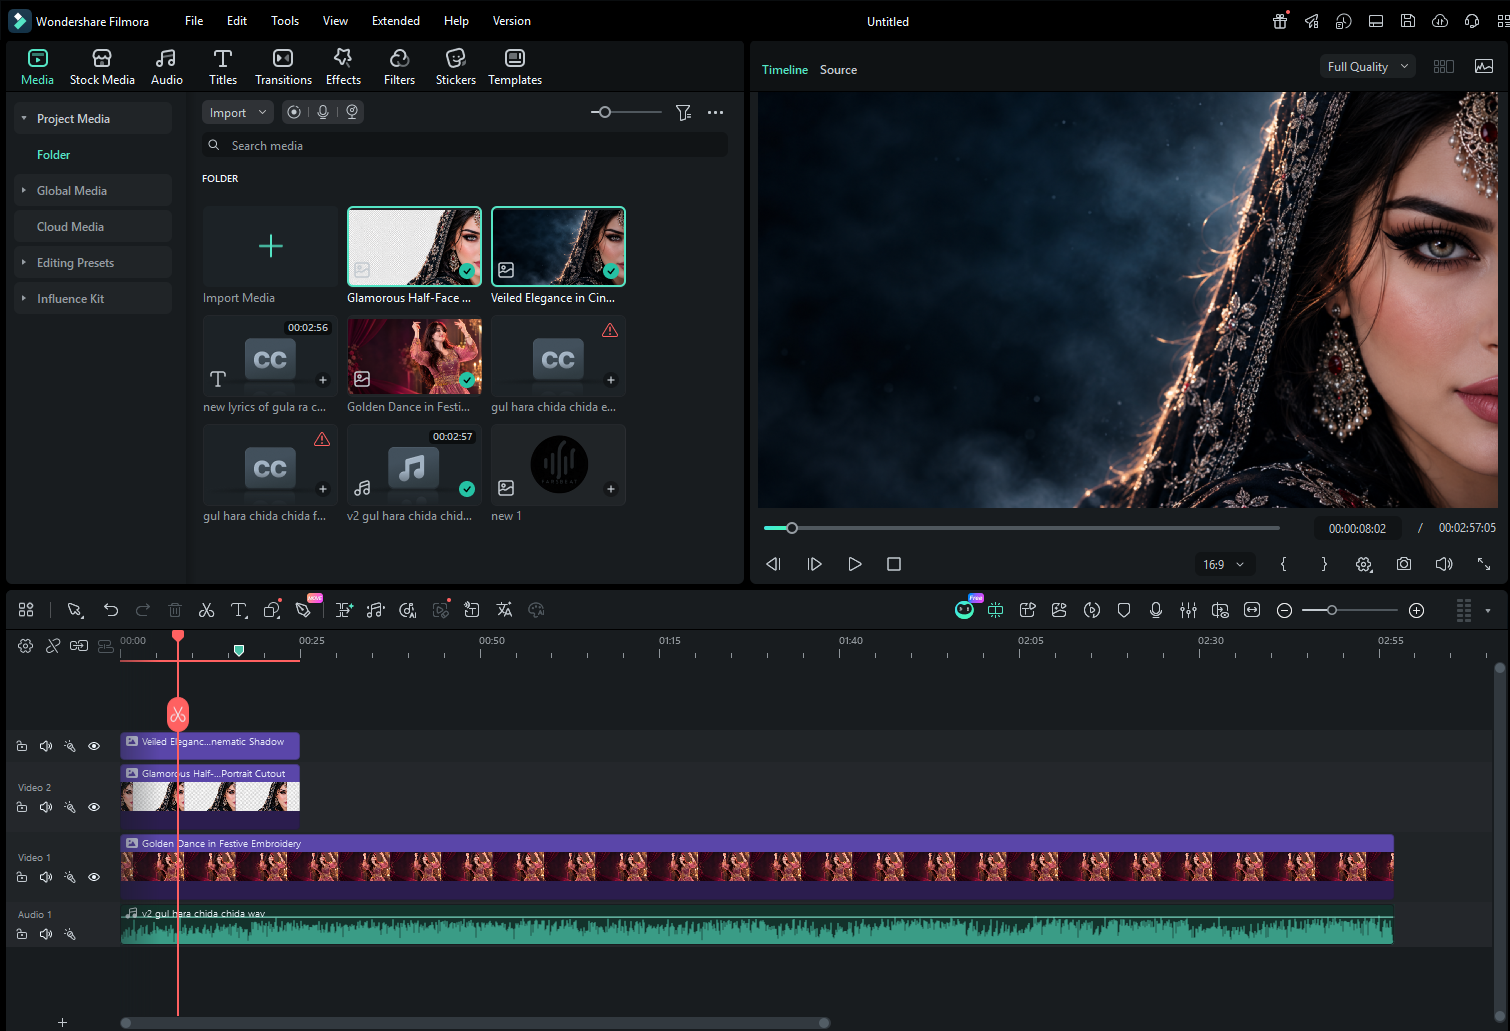 Wondershare Filmora
File Edit Tools View Extended Help Version
Untitled
Media Stock Media Audio Titles Transitions Effects Filters Stickers Templates
Timeline Source
Full Quality
Project Media
Folder
Global Media
Cloud Media
Editing Presets
Influence Kit
Import
Search media
FOLDER
Import Media
Glamorous Half-Face ...
Veiled Elegance in Cin...
00:02:56
CC
new lyrics of gula ra c...
Golden Dance in Festi...
CC
gul hara chida chida e...
CC
gul hara chida chida f...
00:02:57
v2 gul hara chida chid...
new 1
00:00:08:02 / 00:02:57:05
16:9
Free
00:00 00:25 00:50 01:15 01:40 02:05 02:30 02:55
Veiled Eleganc...nematic Shadow
Video 2
Glamorous Half-...Portrait Cutout
Video 1
Golden Dance in Festive Embroidery
Audio 1
v2 gul hara chida chida wav